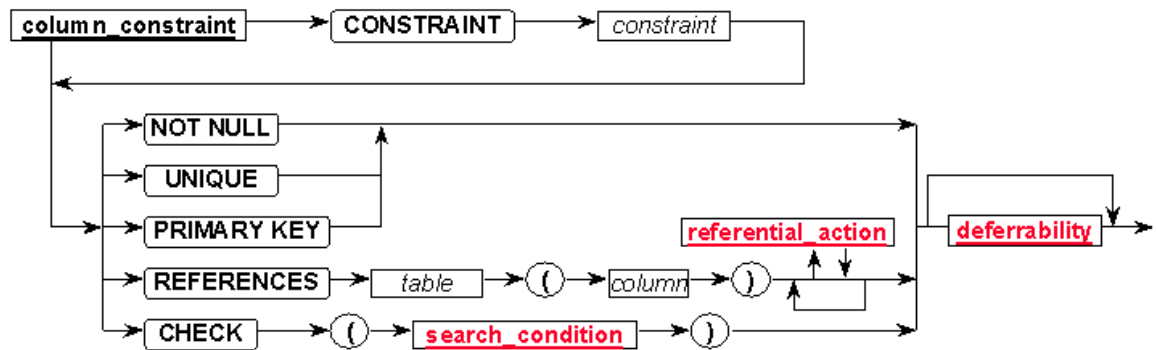 column_constraint CONSTRAINT constraint
NOT NULL
UNIQUE
PRIMARY KEY
referential_action deferrability
REFERENCES table ( column )
CHECK ( search_condition )